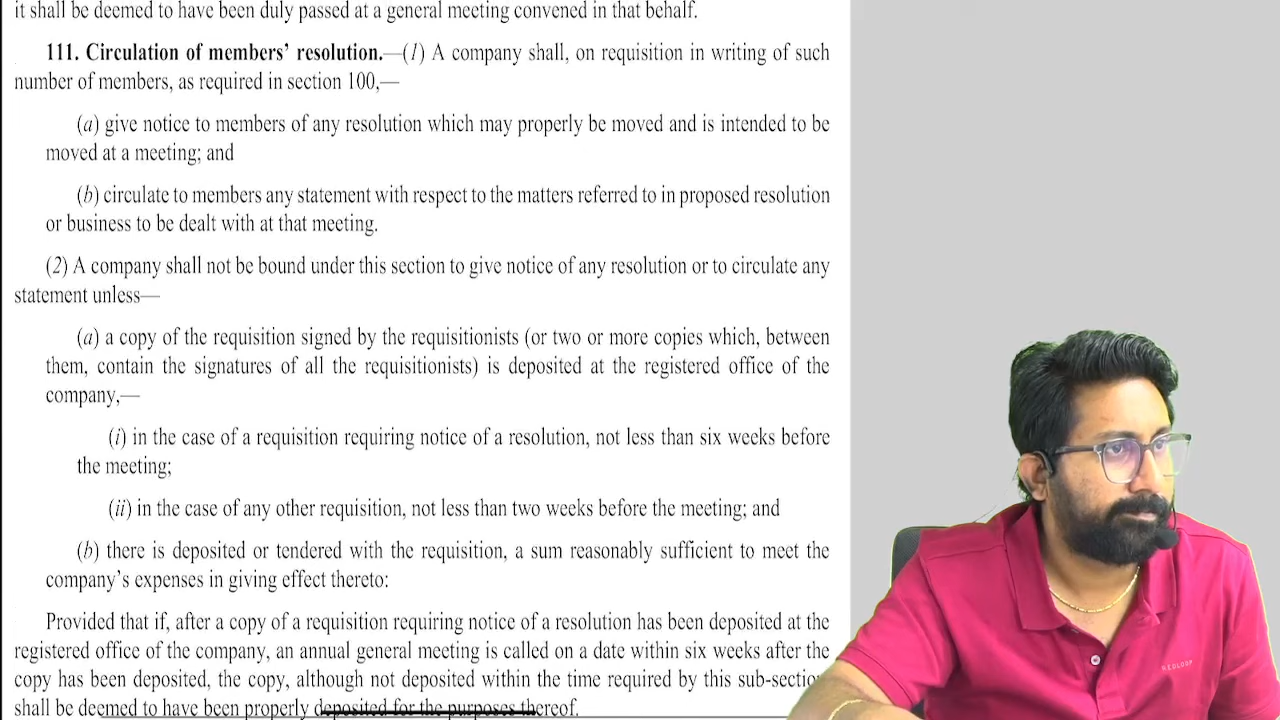 it shall be deemed to have been duly passed at a general meeting convened in that behalf.
111. Circulation of members' resolution.—(1) A company shall, on requisition in writing of such
number of members, as required in section 100,—
(a) give notice to members of any resolution which may properly be moved and is intended to be
moved at a meeting; and
(b) circulate to members any statement with respect to the matters referred to in proposed resolution
or business to be dealt with at that meeting.
(2) A company shall not be bound under this section to give notice of any resolution or to circulate any
statement unless—
(a) a copy of the requisition signed by the requisitionists (or two or more copies which, between
them, contain the signatures of all the requisitionists) is deposited at the registered office of the
company,—
(i) in the case of a requisition requiring notice of a resolution, not less than six weeks before
the meeting;
(ii) in the case of any other requisition, not less than two weeks before the meeting; and
(b) there is deposited or tendered with the requisition, a sum reasonably sufficient to meet the
company's expenses in giving effect thereto:
Provided that if, after a copy of a requisition requiring notice of a resolution has been deposited at the
registered office of the company, an annual general meeting is called on a date within six weeks after the
copy has been deposited, the copy, although not deposited within the time required by this sub-section
shall be deemed to have been properly deposited for the purposes thereof.
NEOLOOP